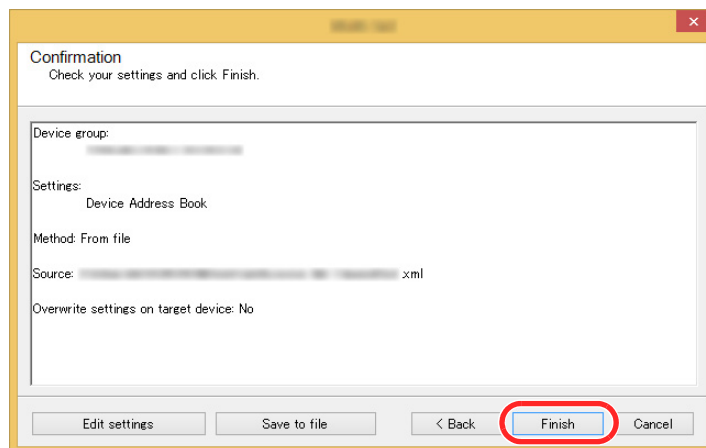 Confirmation
Check your settings and click Finish.
Device group:
Settings:
Device Address Book
Method: From file
Source: .xml
Overwrite settings on target device: No
Edit settings
Save to file
< Back
Finish
Cancel